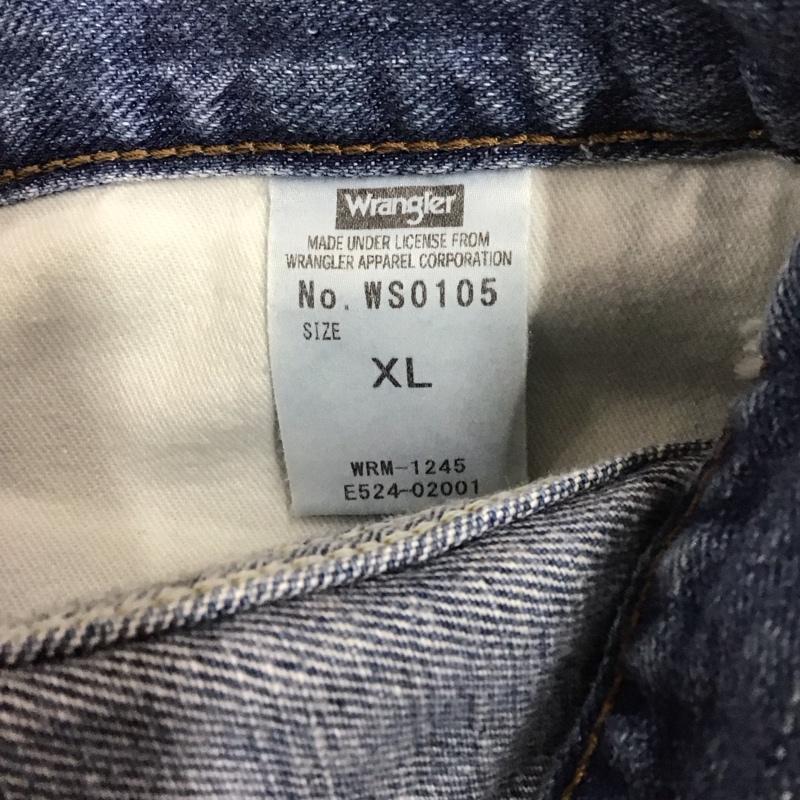 Wrangler
MADE UNDER LICENSE FROM
WRANGLER APPAREL CORPORATION
No. WS0105
SIZE
XL
WRM-1245
E524-02001